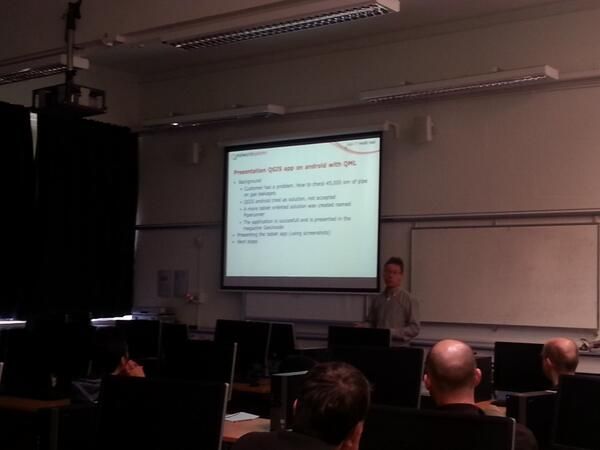 Presentation QGIS app on android with QML
Background
Customer has a problem. How to check 45,000 km of pipe
on gas leakages.
QGIS android tried as solution, not accepted
A more tablet oriented solution was created named
Piperunner
The application is succesfull and is presented in the
magazine
Presenting the tablet app (using screenshots)
Next steps